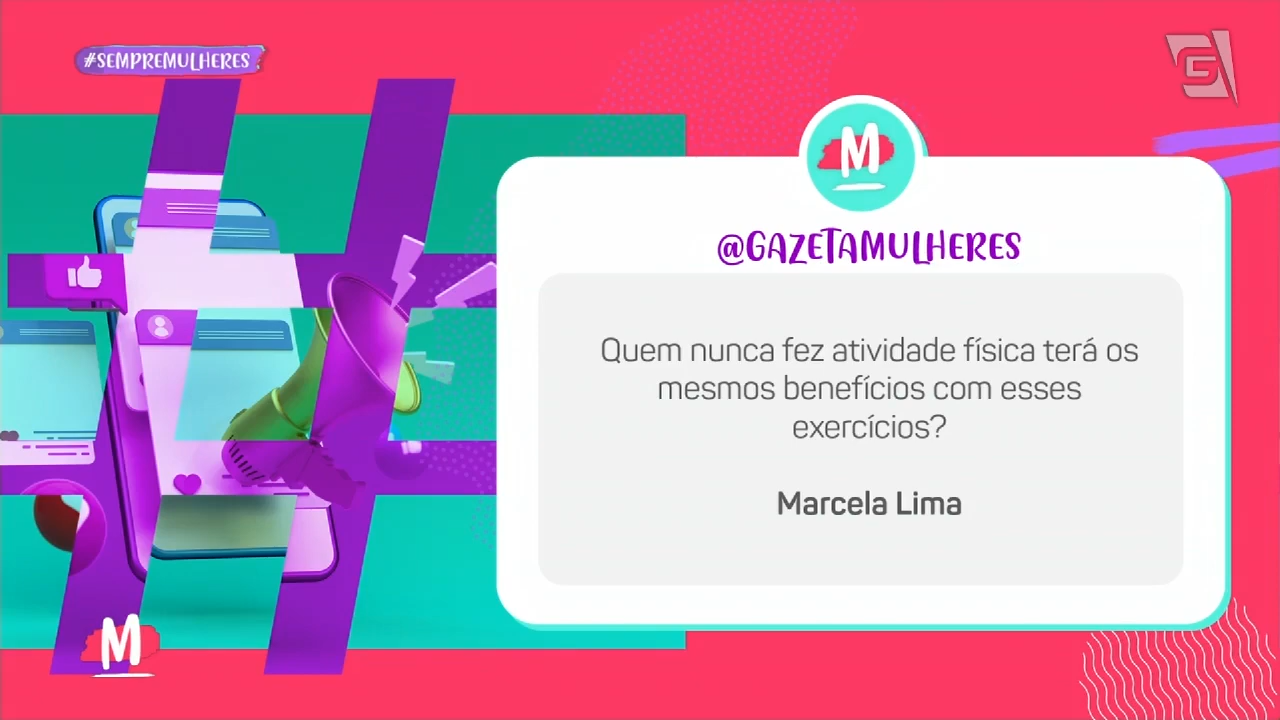 #SEMPREMULHERES
G
M
@GAZETAMULHERES
Quem nunca fez atividade física terá os
mesmos benefícios com esses
exercícios?
Marcela Lima
M